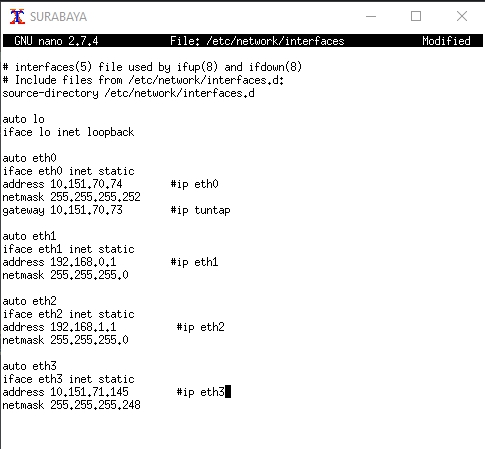 SURABAYA
GNU nano 2.7.4 File: /etc/network/interfaces Modified
# interfaces(5) file used by ifup(8) and ifdown(8)
# Include files from /etc/network/interfaces.d:
source-directory /etc/network/interfaces.d
auto lo
iface lo inet loopback
auto eth0
iface eth0 inet static
address 10.151.70.74 #ip eth0
netmask 255.255.255.252
gateway 10.151.70.73 #ip tuntap
auto eth1
iface eth1 inet static
address 192.168.0.1 #ip eth1
netmask 255.255.255.0
auto eth2
iface eth2 inet static
address 192.168.1.1 #ip eth2
netmask 255.255.255.0
auto eth3
iface eth3 inet static
address 10.151.71.145 #ip eth3
netmask 255.255.255.248